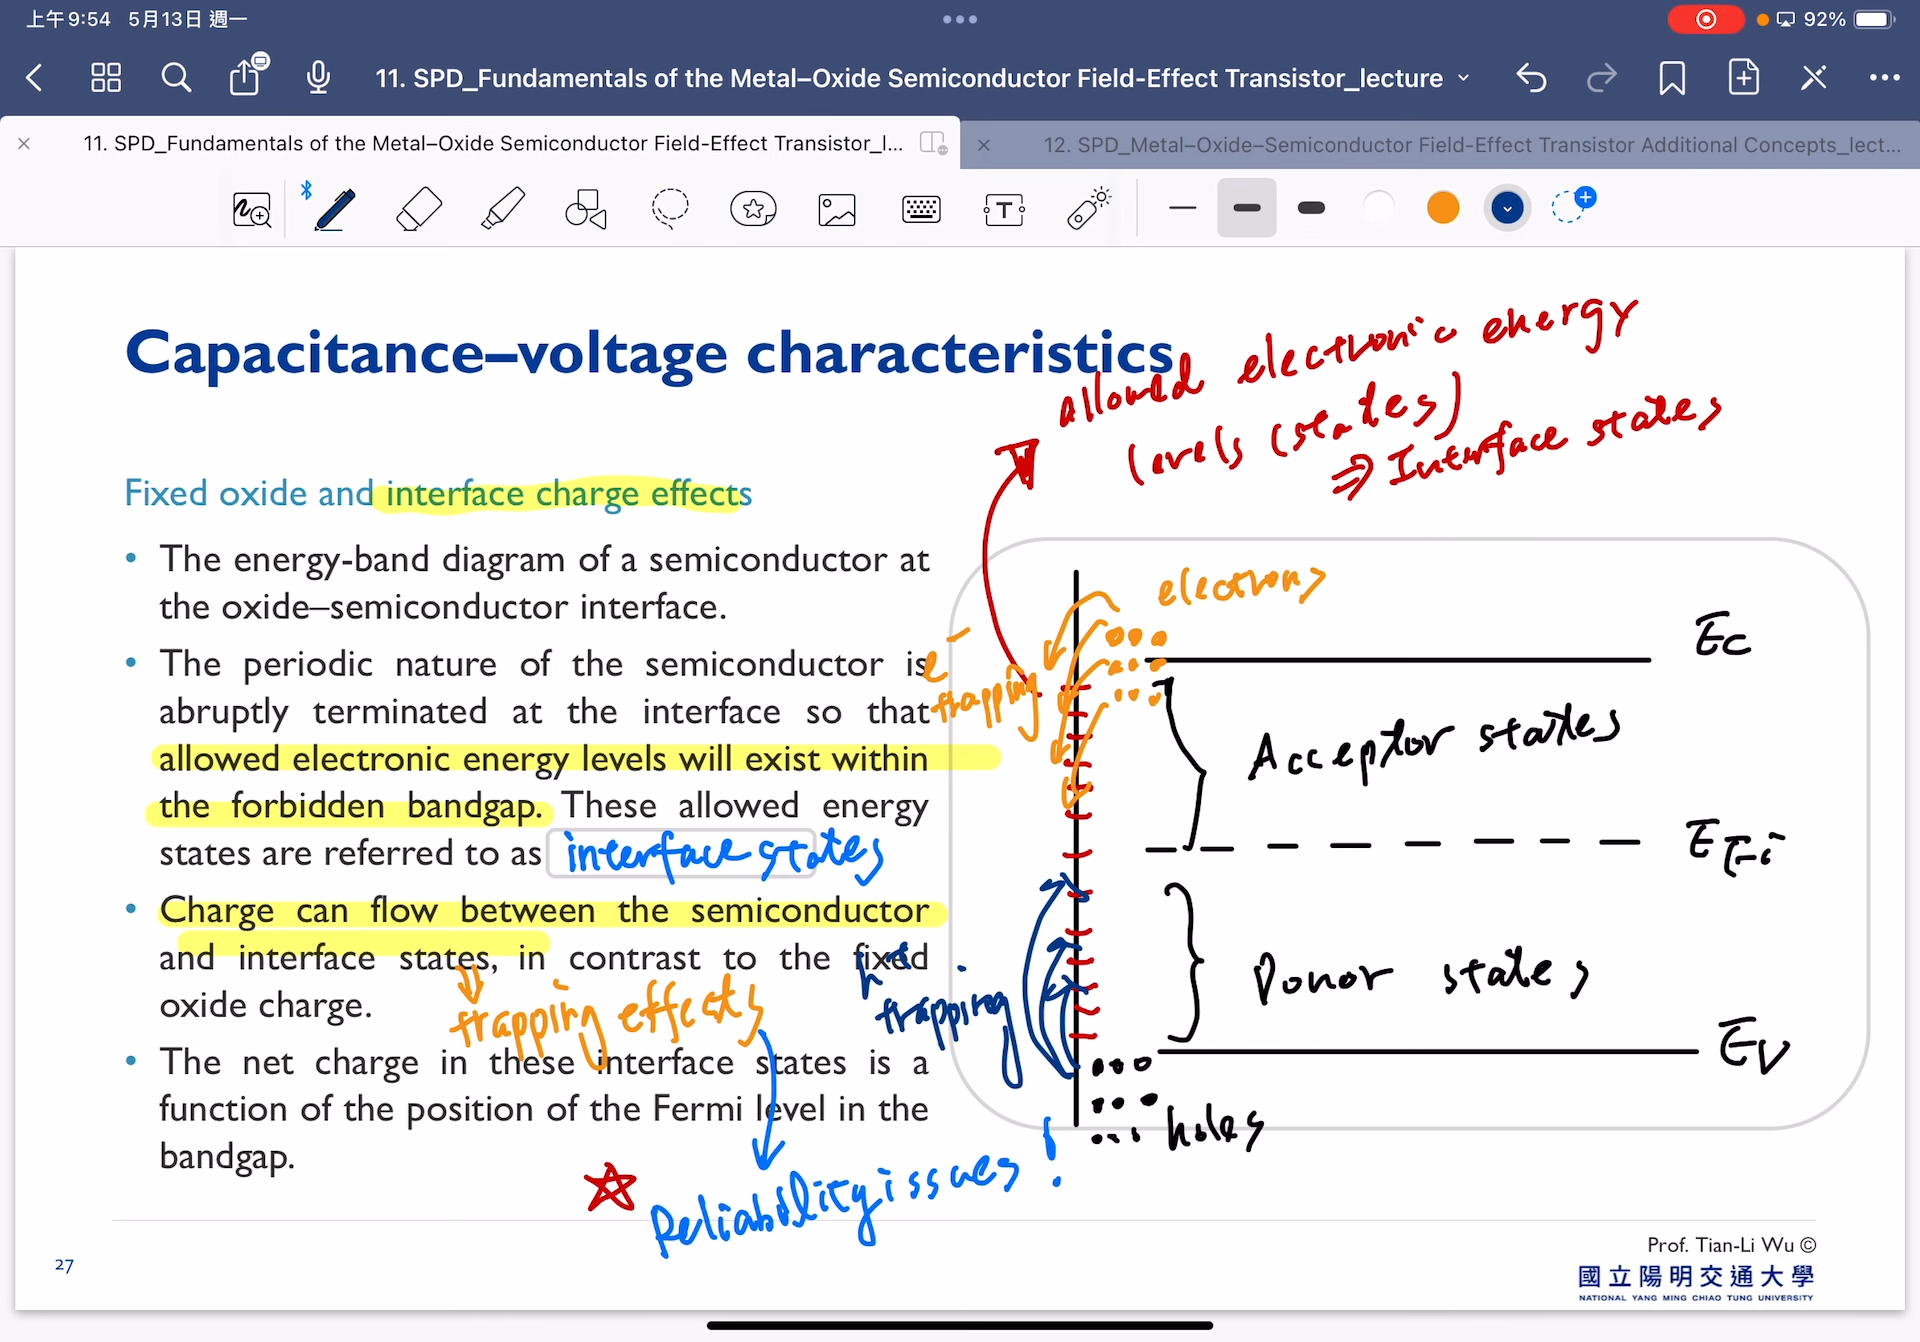 上午9:54 5月13日 週一
92%
11. SPD_Fundamentals of the Metal–Oxide Semiconductor Field-Effect Transistor_lecture
11. SPD_Fundamentals of the Metal–Oxide Semiconductor Field-Effect Transistor_l...
12. SPD_Metal–Oxide–Semiconductor Field-Effect Transistor Additional Concepts_lect...
Capacitance–voltage characteristics
allowed electronic energy
levels (states)
⇒ Interface states
Fixed oxide and interface charge effects
• The energy-band diagram of a semiconductor at
the oxide–semiconductor interface.
• The periodic nature of the semiconductor is
abruptly terminated at the interface so that
allowed electronic energy levels will exist within
the forbidden bandgap. These allowed energy
states are referred to as interface states
• Charge can flow between the semiconductor
and interface states, in contrast to the fixed
oxide charge.
trapping effects
• The net charge in these interface states is a
function of the position of the Fermi level in the
bandgap.
Reliability issues!
electrons
e-
trapping
Ec
Acceptor states
EFi
h+
trapping
Donor states
Ev
holes
27
Prof. Tian-Li Wu ©
國立陽明交通大學
NATIONAL YANG MING CHIAO TUNG UNIVERSITY